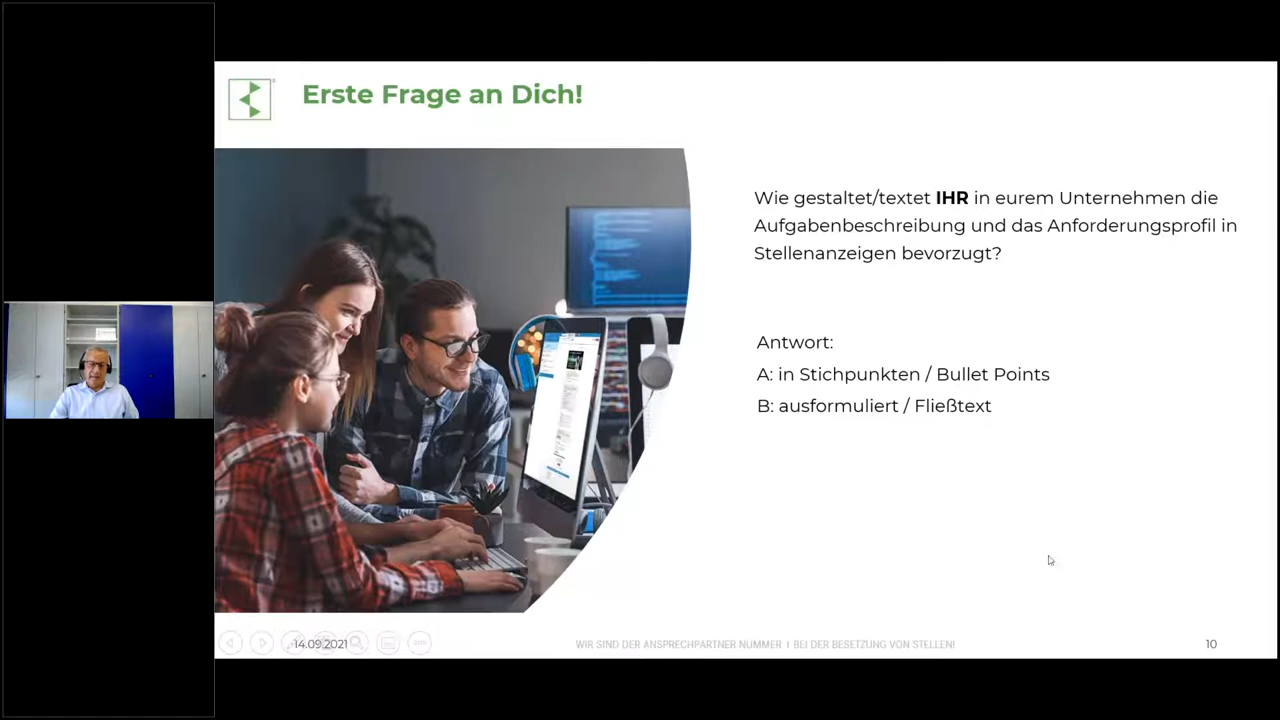 Erste Frage an Dich!
Wie gestaltet/textet IHR in eurem Unternehmen die
Aufgabenbeschreibung und das Anforderungsprofil in
Stellenanzeigen bevorzugt?
Antwort:
A: in Stichpunkten / Bullet Points
B: ausformuliert / Fließtext
14.09.2021
WIR SIND DER ANSPRECHPARTNER NUMMER 1 BEI DER BESETZUNG VON STELLEN!
10